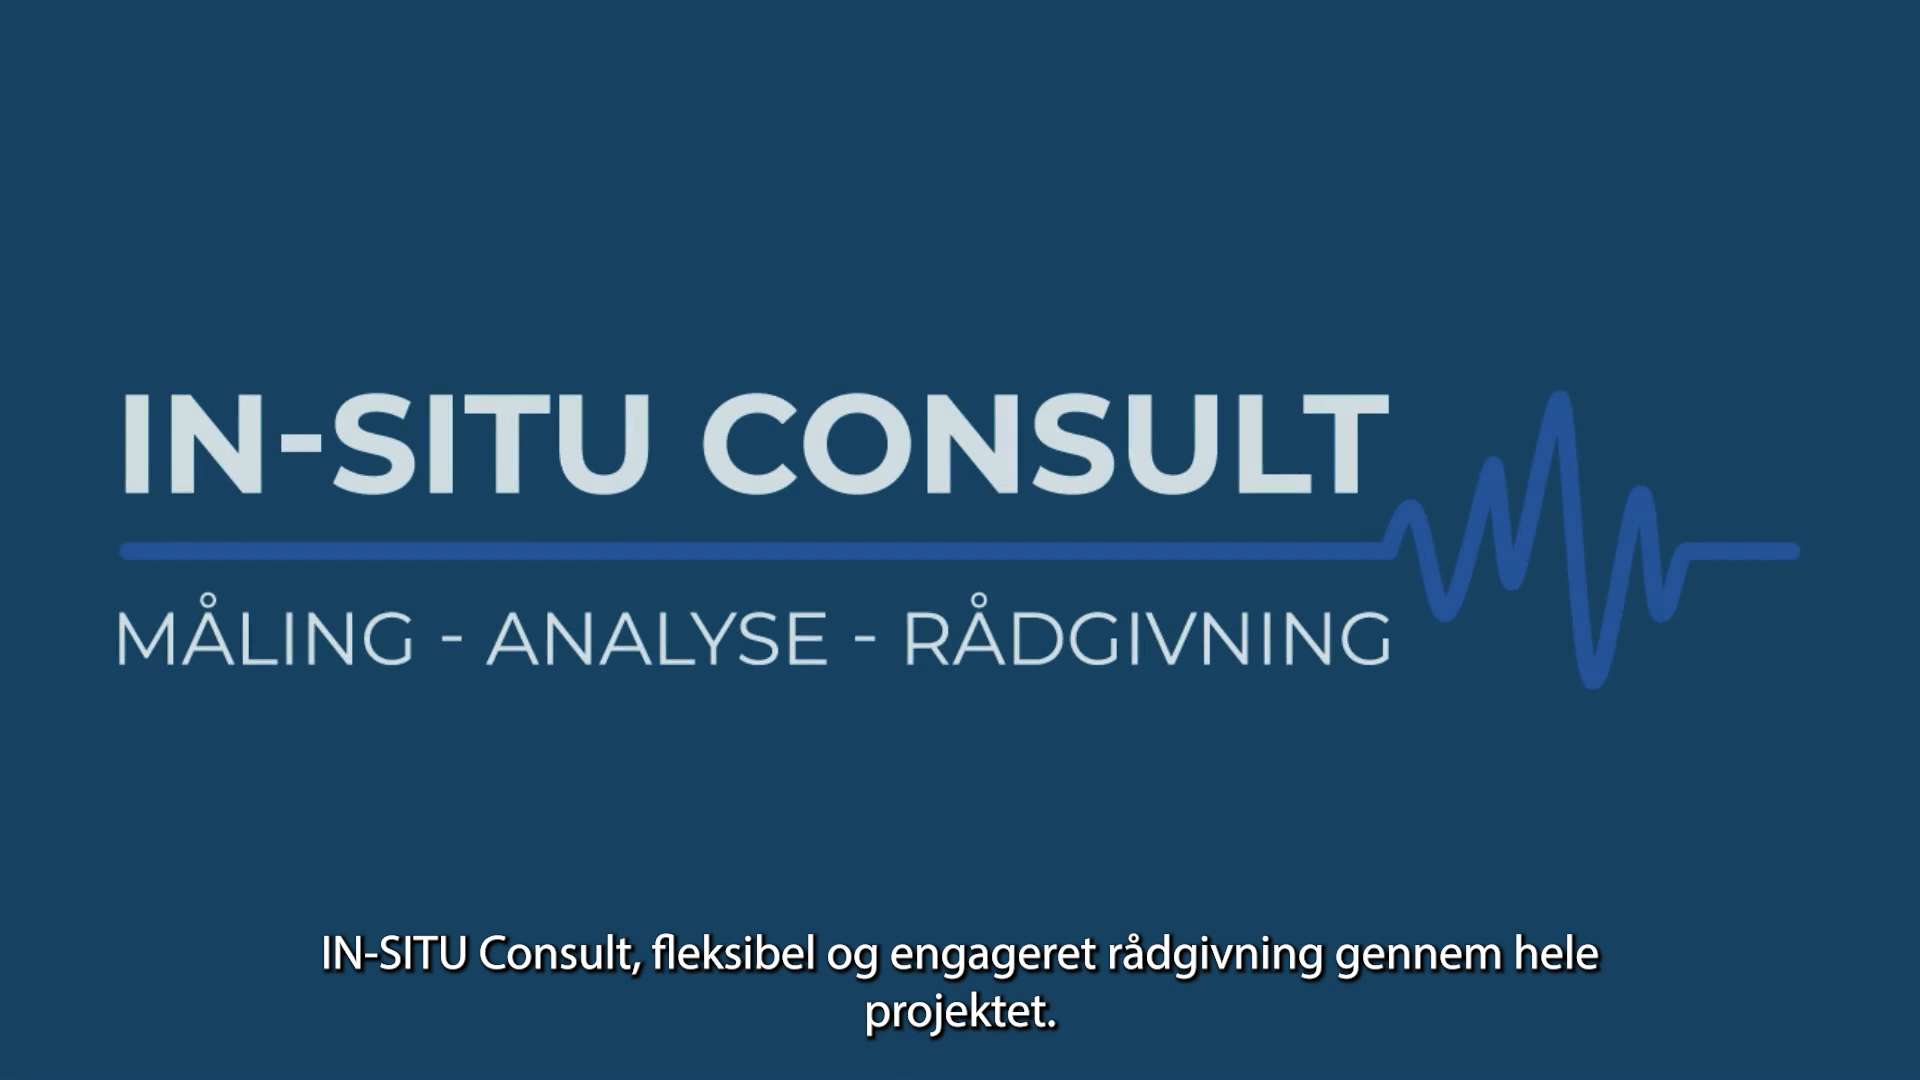 IN-SITU CONSULT
MÅLING - ANALYSE - RÅDGIVNING
IN-SITU Consult, fleksibel og engageret rådgivning gennem hele
projektet.